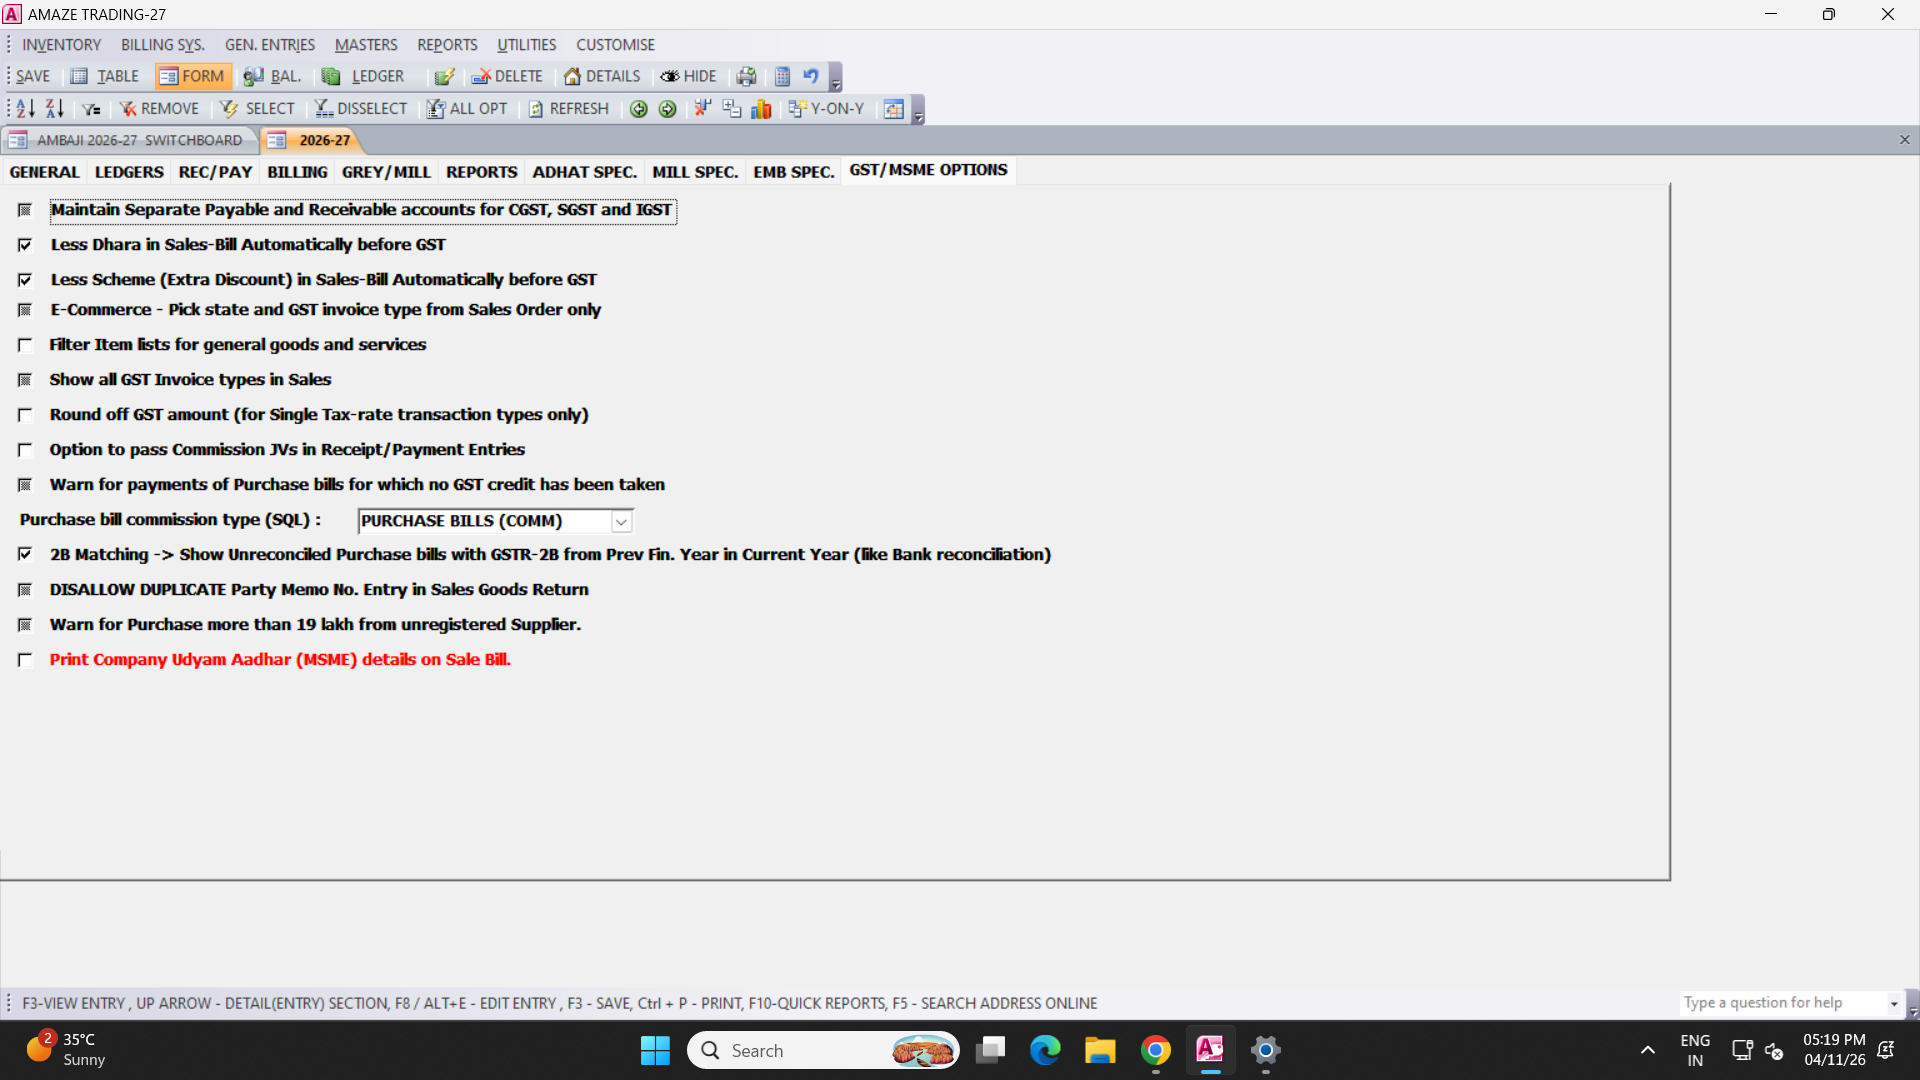 AMAZE TRADING-27
INVENTORY BILLING SYS. GEN. ENTRIES MASTERS REPORTS UTILITIES CUSTOMISE
SAVE TABLE FORM BAL. LEDGER DELETE DETAILS HIDE
REMOVE SELECT DISSELECT ALL OPT REFRESH Y-ON-Y
AMBAJI 2026-27 SWITCHBOARD 2026-27
GENERAL LEDGERS REC/PAY BILLING GREY/MILL REPORTS ADHAT SPEC. MILL SPEC. EMB SPEC. GST/MSME OPTIONS
Maintain Separate Payable and Receivable accounts for CGST, SGST and IGST
Less Dhara in Sales-Bill Automatically before GST
Less Scheme (Extra Discount) in Sales-Bill Automatically before GST
E-Commerce - Pick state and GST invoice type from Sales Order only
Filter Item lists for general goods and services
Show all GST Invoice types in Sales
Round off GST amount (for Single Tax-rate transaction types only)
Option to pass Commission JVs in Receipt/Payment Entries
Warn for payments of Purchase bills for which no GST credit has been taken
Purchase bill commission type (SQL) : PURCHASE BILLS (COMM)
2B Matching -> Show Unreconciled Purchase bills with GSTR-2B from Prev Fin. Year in Current Year (like Bank reconciliation)
DISALLOW DUPLICATE Party Memo No. Entry in Sales Goods Return
Warn for Purchase more than 19 lakh from unregistered Supplier.
Print Company Udyam Aadhar (MSME) details on Sale Bill.
F3-VIEW ENTRY , UP ARROW - DETAIL(ENTRY) SECTION, F8 / ALT+E - EDIT ENTRY , F3 - SAVE, Ctrl + P - PRINT, F10-QUICK REPORTS, F5 - SEARCH ADDRESS ONLINE Type a question for help
2 35°C
Sunny
Search
ENG
IN
05:19 PM
04/11/26